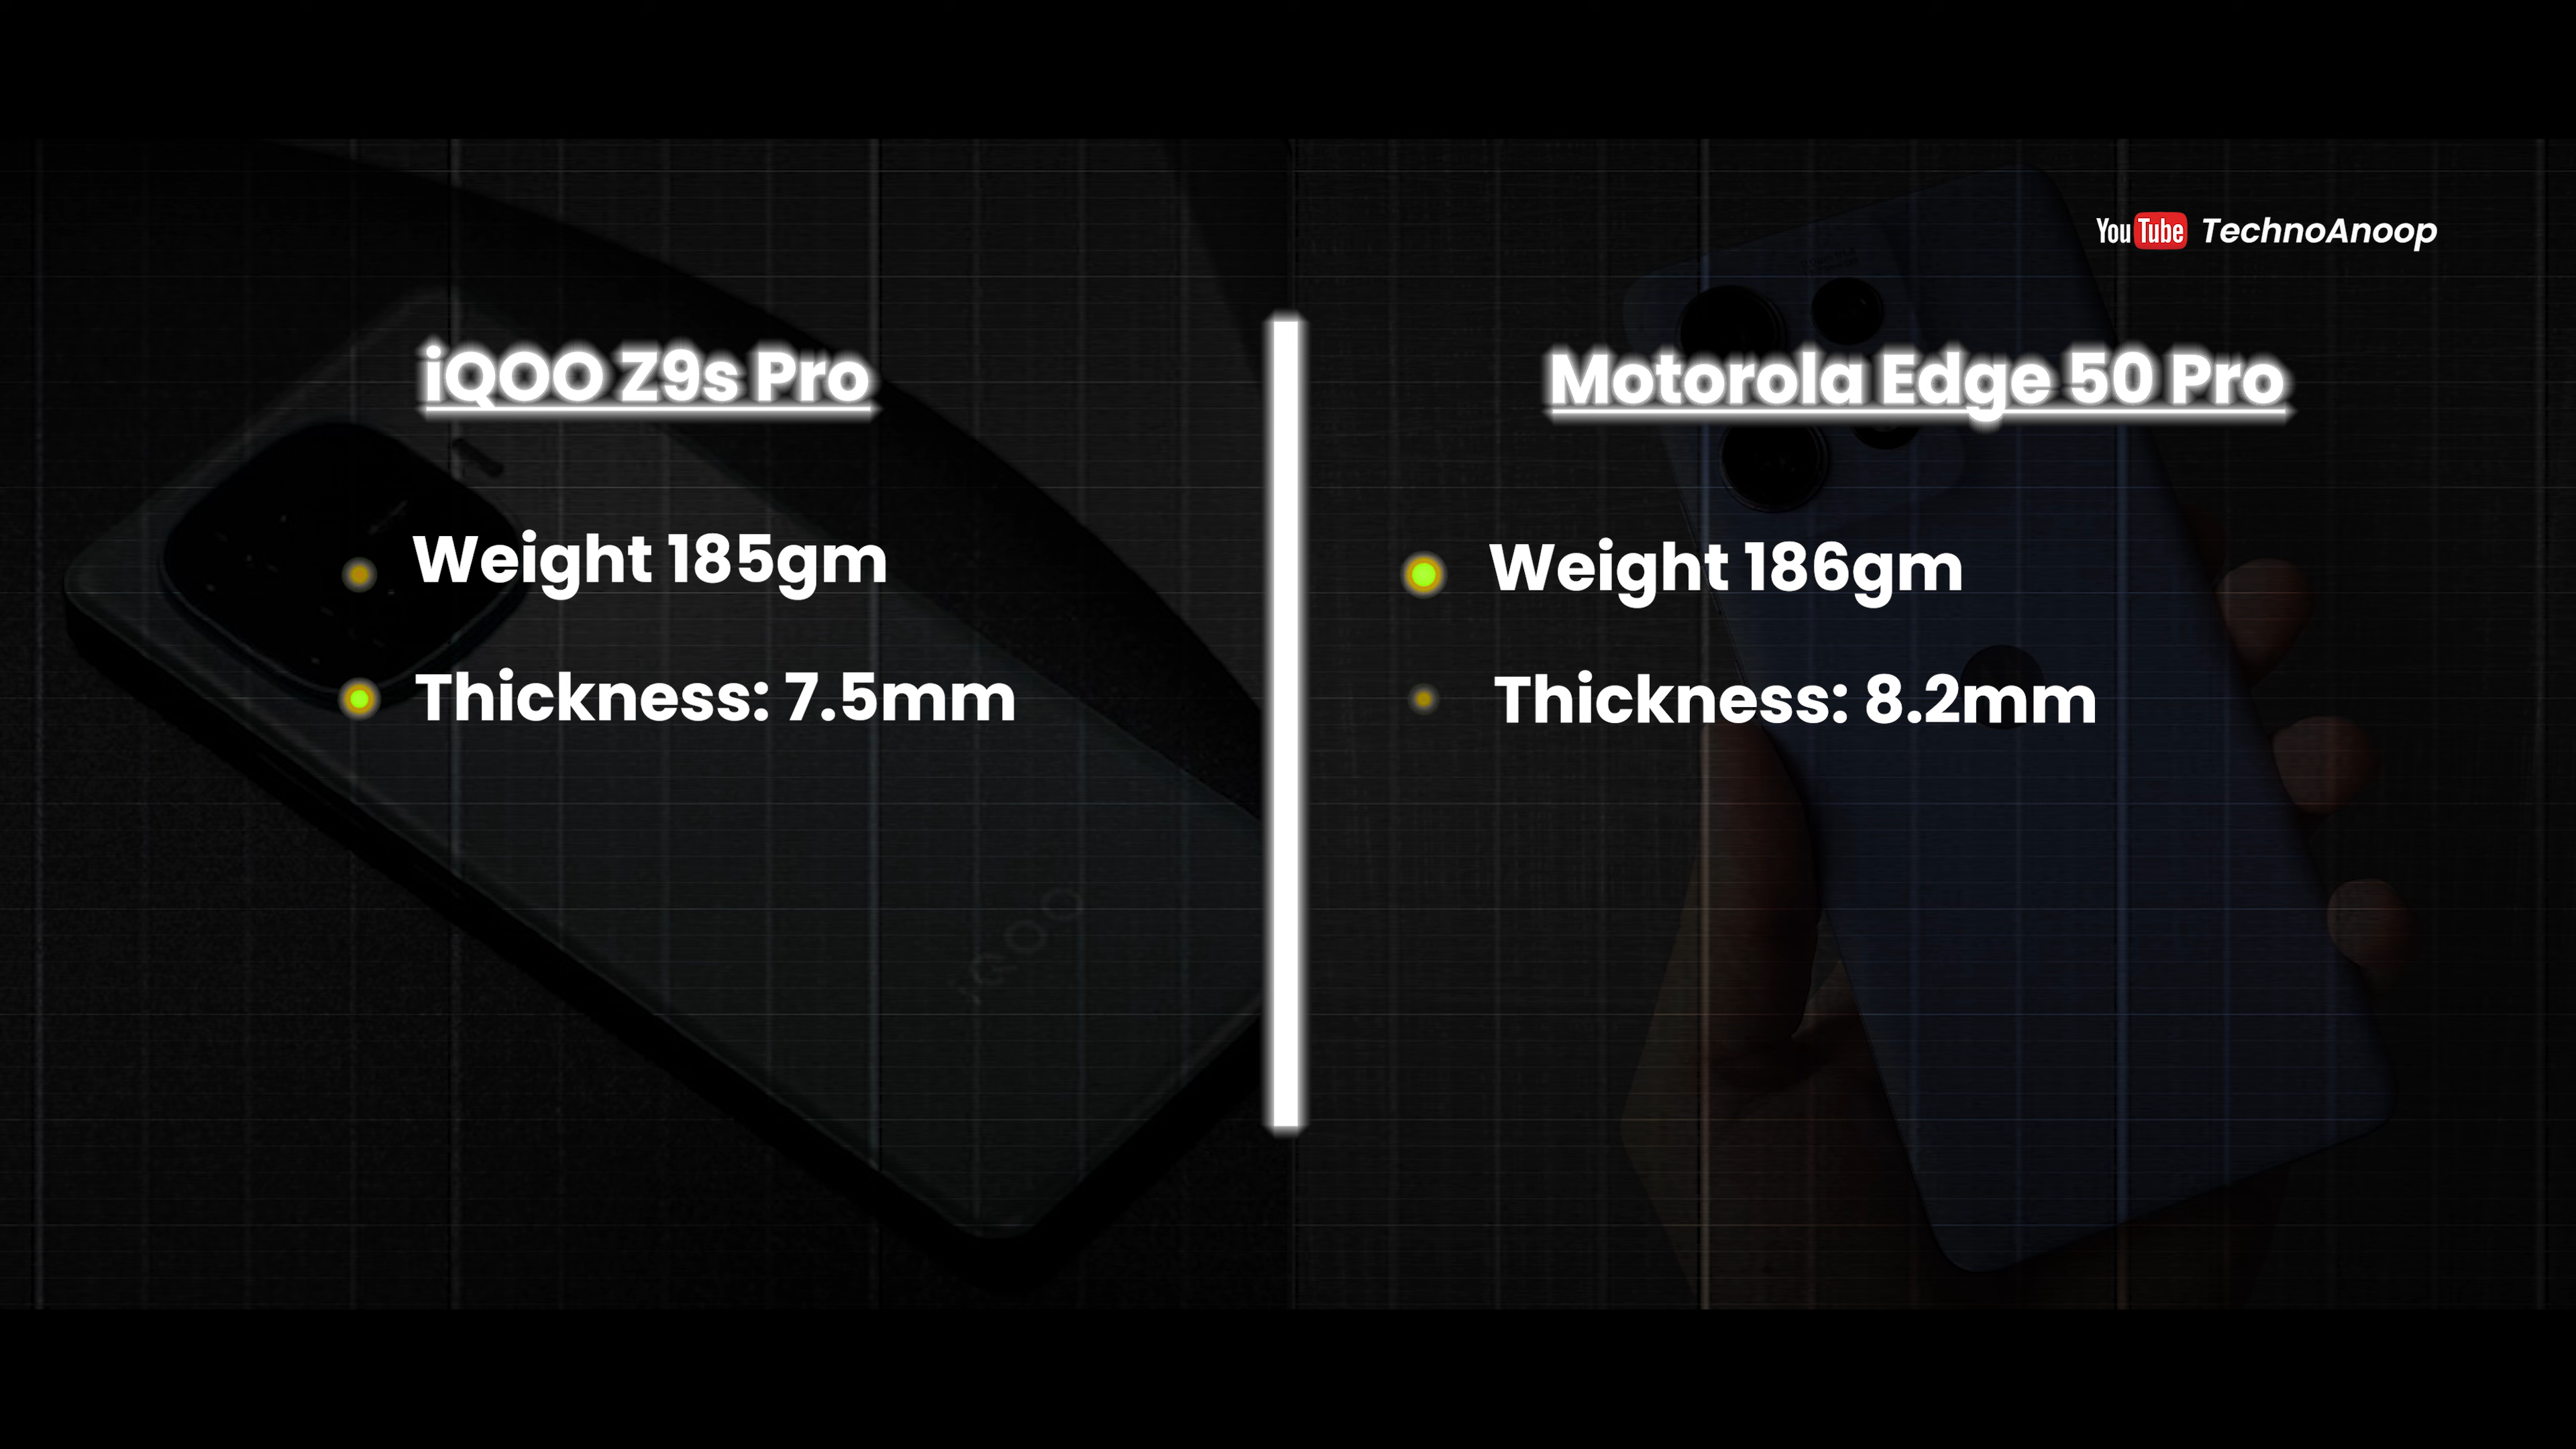 YouTube TechnoAnoop
iQOO Z9s Pro
Weight 185gm
Thickness: 7.5mm
iQOO
Motorola Edge 50 Pro
Weight 186gm
Thickness: 8.2mm